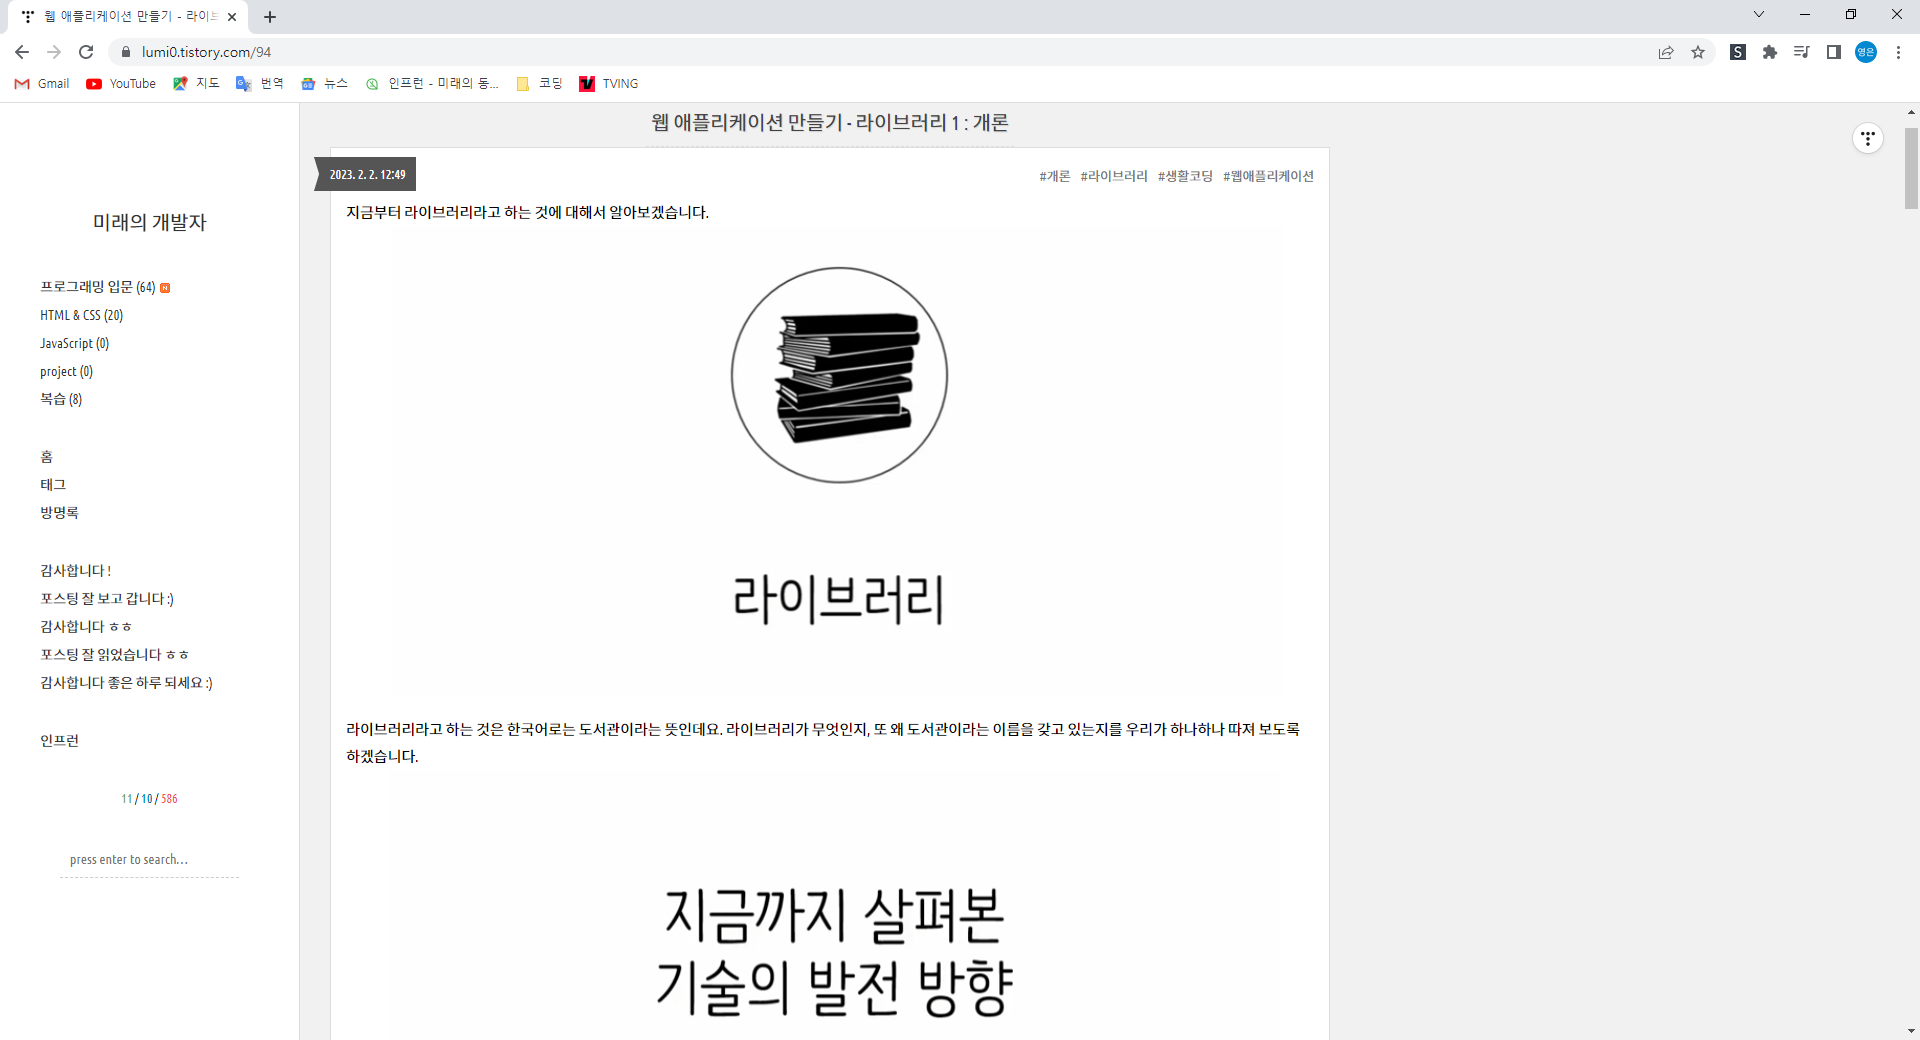 웹 애플리케이션 만들기 - 라이브
lumi0.tistory.com/94
영은
Gmail YouTube 지도 번역 뉴스 인프런 - 미래의 동... 코딩 TVING
미래의 개발자
프로그래밍 입문 (64) N
HTML & CSS (20)
JavaScript (0)
project (0)
복습 (8)
홈
태그
방명록
감사합니다 !
포스팅 잘 보고 갑니다 :)
감사합니다 ㅎㅎ
포스팅 잘 읽었습니다 ㅎㅎ
감사합니다 좋은 하루 되세요 :)
인프런
11 / 10 / 586
press enter to search...
웹 애플리케이션 만들기 - 라이브러리 1 : 개론
2023. 2. 2. 12:49
#개론 #라이브러리 #생활코딩 #웹애플리케이션
지금부터 라이브러리라고 하는 것에 대해서 알아보겠습니다.
라이브러리
라이브러리라고 하는 것은 한국어로는 도서관이라는 뜻인데요. 라이브러리가 무엇인지, 또 왜 도서관이라는 이름을 갖고 있는지를 우리가 하나하나 따져 보도록
하겠습니다.
지금까지 살펴본
기술의 발전 방향